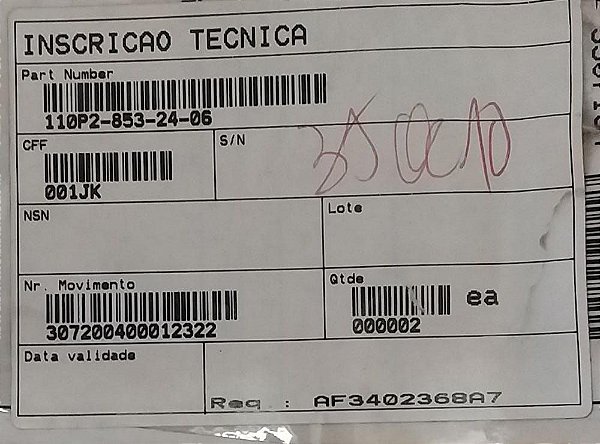 INSCRICAO TECNICA
Part Number
110P2-853-24-06
CFF
S/N
001JK
NSN
Lote
Nr. Movimento
Qtde
ea
307200400012322
000002
Data validade
Req : AF3402368A7